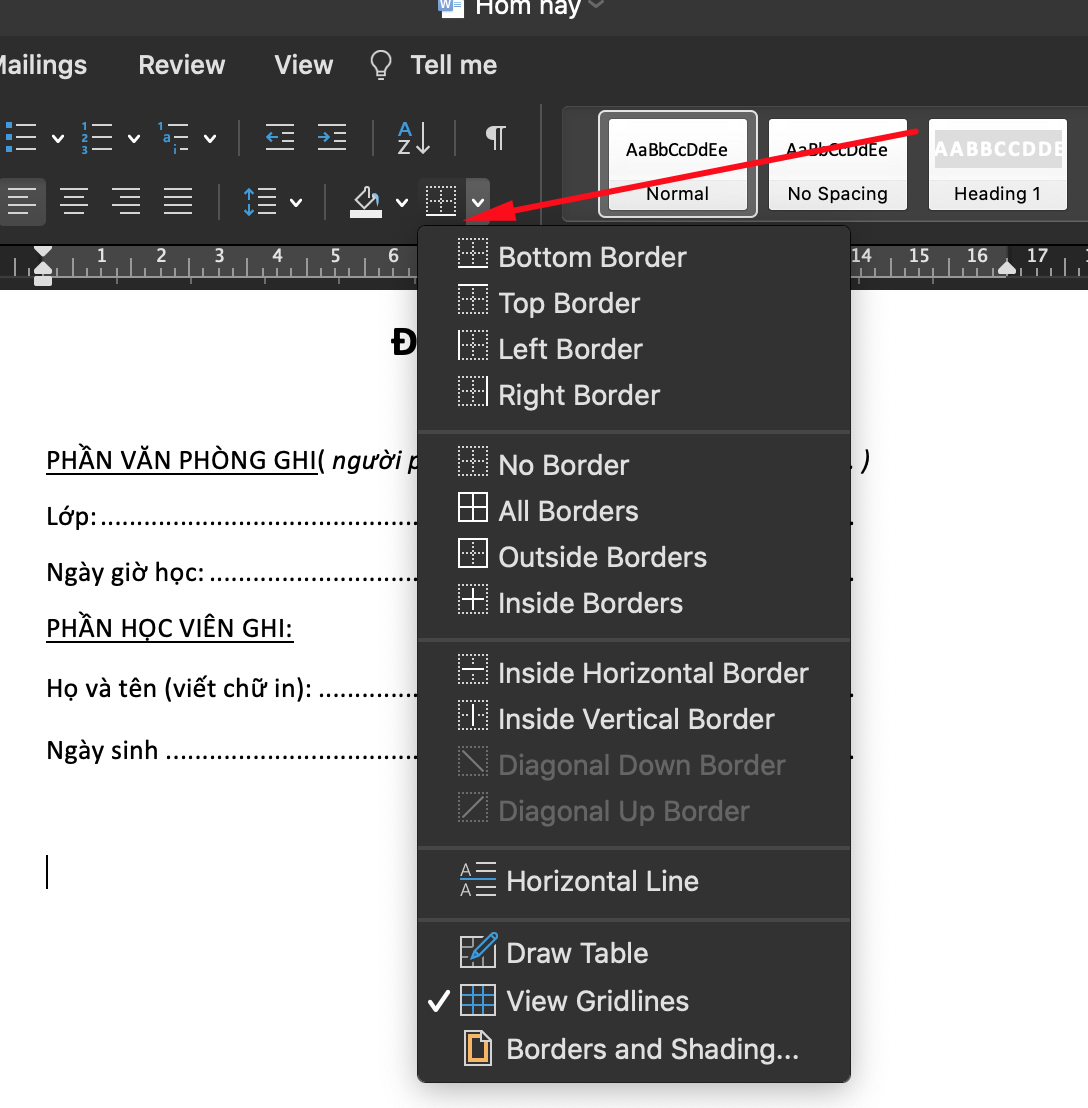 Hôm nay
Mailings Review View Tell me
AaBbCcDdEe AaBbCcDdEe AABBCCDDE
Normal No Spacing Heading 1
1 2 3 4 5 6 14 15 16 17
Bottom Border
Top Border
Left Border
Right Border
No Border
All Borders
Outside Borders
Inside Borders
Inside Horizontal Border
Inside Vertical Border
Diagonal Down Border
Diagonal Up Border
Horizontal Line
Draw Table
View Gridlines
Borders and Shading...
Đ
PHẦN VĂN PHÒNG GHI( người )
Lớp:
Ngày giờ học:
PHẦN HỌC VIÊN GHI:
Họ và tên (viết chữ in):
Ngày sinh